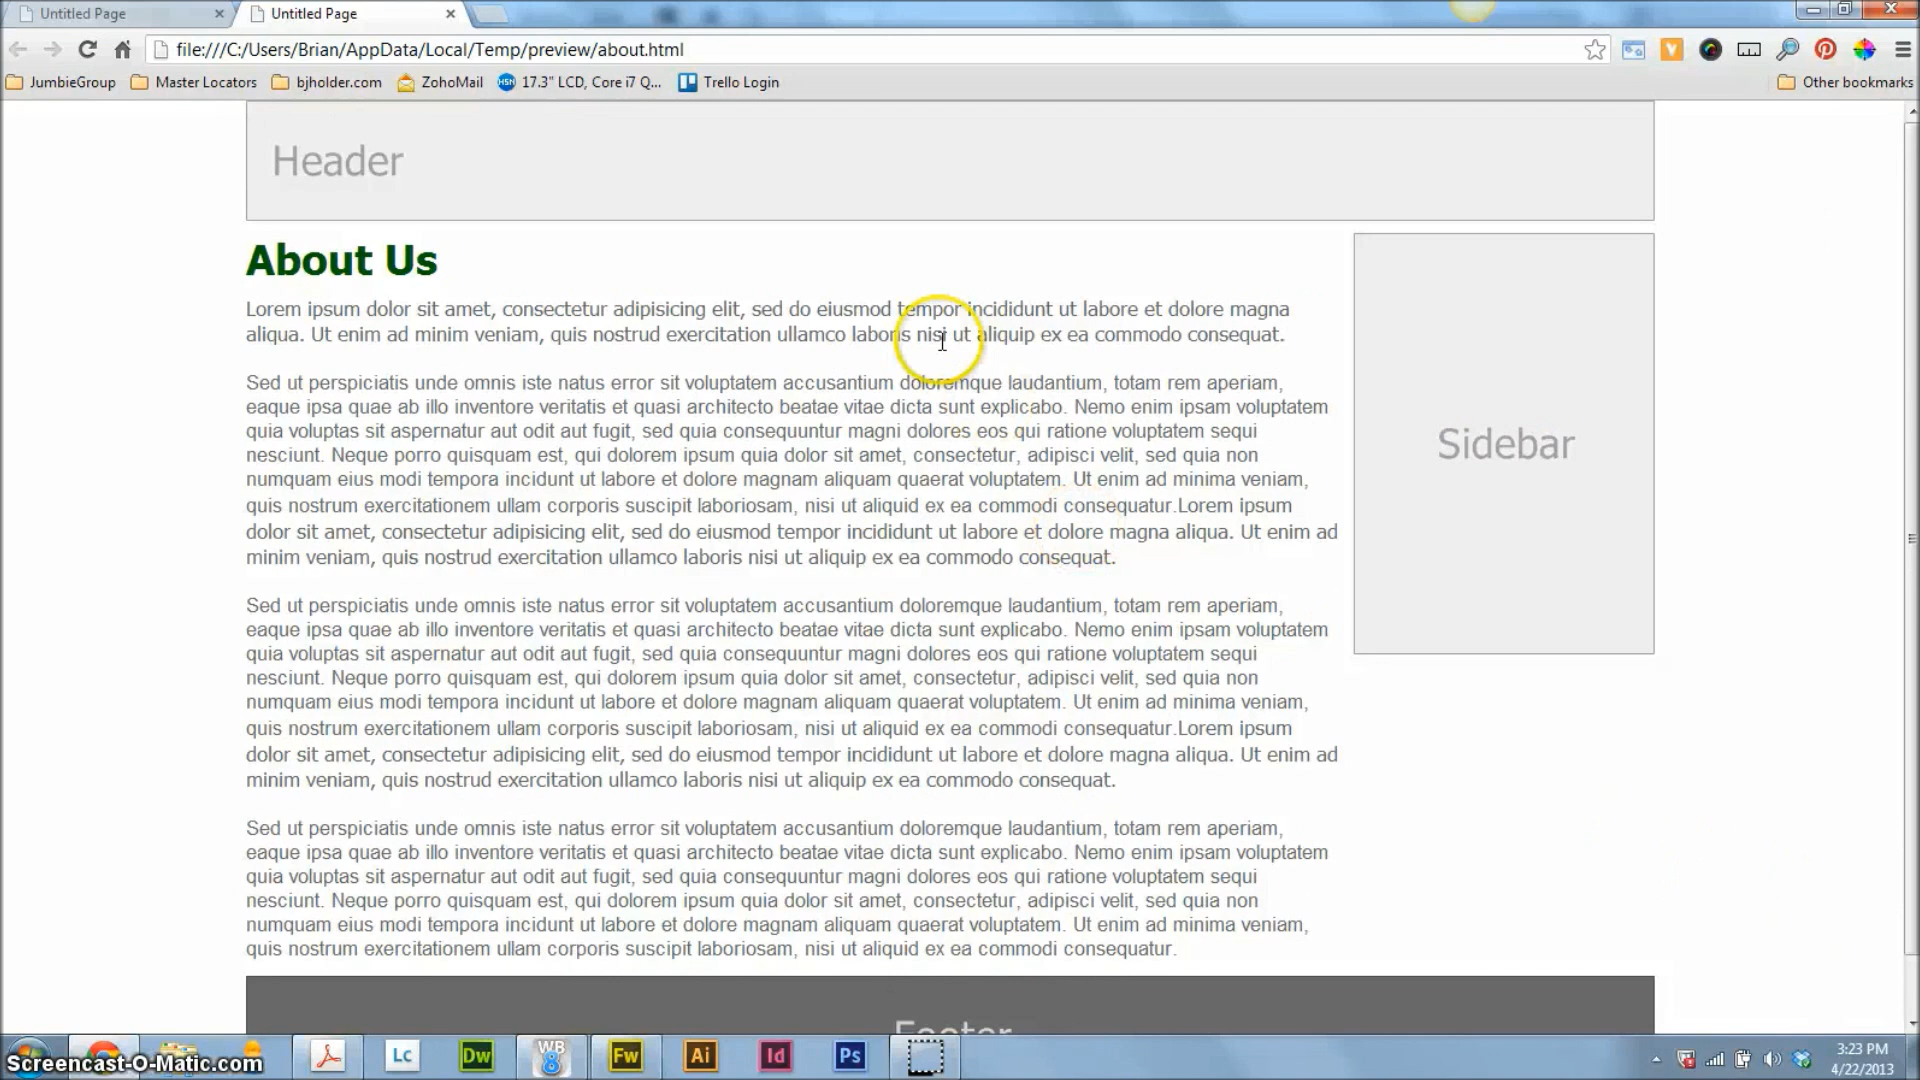 Untitled Page
Untitled Page
file:///C:/Users/Brian/AppData/Local/Temp/preview/about.html
V
JumbieGroup
Master Locators
bjholder.com
ZohoMail
HSN
17.3" LCD, Core i7 Q...
Trello Login
Other bookmarks
Header
About Us
Lorem ipsum dolor sit amet, consectetur adipisicing elit, sed do eiusmod tempor incididunt ut labore et dolore magna
aliqua. Ut enim ad minim veniam, quis nostrud exercitation ullamco laboris nisi ut aliquip ex ea commodo consequat.
Sed ut perspiciatis unde omnis iste natus error sit voluptatem accusantium doloremque laudantium, totam rem aperiam,
eaque ipsa quae ab illo inventore veritatis et quasi architecto beatae vitae dicta sunt explicabo. Nemo enim ipsam voluptatem
quia voluptas sit aspernatur aut odit aut fugit, sed quia consequuntur magni dolores eos qui ratione voluptatem sequi
nesciunt. Neque porro quisquam est, qui dolorem ipsum quia dolor sit amet, consectetur, adipisci velit, sed quia non
numquam eius modi tempora incidunt ut labore et dolore magnam aliquam quaerat voluptatem. Ut enim ad minima veniam,
quis nostrum exercitationem ullam corporis suscipit laboriosam, nisi ut aliquid ex ea commodi consequatur.Lorem ipsum
dolor sit amet, consectetur adipisicing elit, sed do eiusmod tempor incididunt ut labore et dolore magna aliqua. Ut enim ad
minim veniam, quis nostrud exercitation ullamco laboris nisi ut aliquip ex ea commodo consequat.
Sed ut perspiciatis unde omnis iste natus error sit voluptatem accusantium doloremque laudantium, totam rem aperiam,
eaque ipsa quae ab illo inventore veritatis et quasi architecto beatae vitae dicta sunt explicabo. Nemo enim ipsam voluptatem
quia voluptas sit aspernatur aut odit aut fugit, sed quia consequuntur magni dolores eos qui ratione voluptatem sequi
nesciunt. Neque porro quisquam est, qui dolorem ipsum quia dolor sit amet, consectetur, adipisci velit, sed quia non
numquam eius modi tempora incidunt ut labore et dolore magnam aliquam quaerat voluptatem. Ut enim ad minima veniam,
quis nostrum exercitationem ullam corporis suscipit laboriosam, nisi ut aliquid ex ea commodi consequatur.Lorem ipsum
dolor sit amet, consectetur adipisicing elit, sed do eiusmod tempor incididunt ut labore et dolore magna aliqua. Ut enim ad
minim veniam, quis nostrud exercitation ullamco laboris nisi ut aliquip ex ea commodo consequat.
Sed ut perspiciatis unde omnis iste natus error sit voluptatem accusantium doloremque laudantium, totam rem aperiam,
eaque ipsa quae ab illo inventore veritatis et quasi architecto beatae vitae dicta sunt explicabo. Nemo enim ipsam voluptatem
quia voluptas sit aspernatur aut odit aut fugit, sed quia consequuntur magni dolores eos qui ratione voluptatem sequi
nesciunt. Neque porro quisquam est, qui dolorem ipsum quia dolor sit amet, consectetur, adipisci velit, sed quia non
numquam eius modi tempora incidunt ut labore et dolore magnam aliquam quaerat voluptatem. Ut enim ad minima veniam,
quis nostrum exercitationem ullam corporis suscipit laboriosam, nisi ut aliquid ex ea commodi consequatur.
Sidebar
Footer
Screencast-O-Matic.com
Lc
Dw
WB
8
Fw
Ai
Id
Ps
3:23 PM
4/22/2013